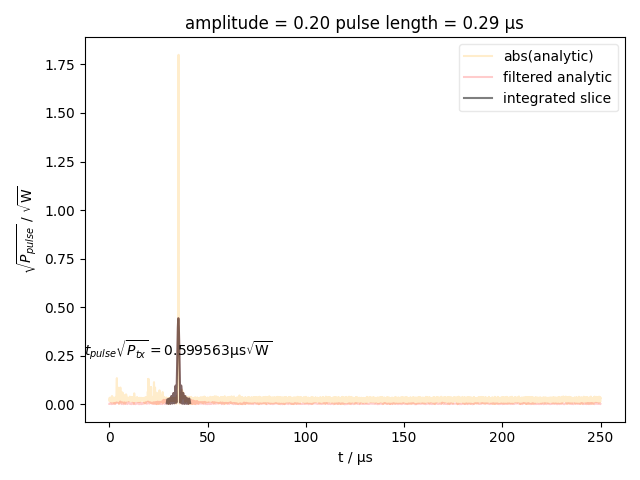 amplitude = 0.20 pulse length = 0.29 µs
abs(analytic)
filtered analytic
integrated slice
√P_pulse / √W
1.75
1.50
1.25
1.00
0.75
0.50
0.25
0.00
t_pulse√P_tx = 0.599563µs√W
0 50 100 150 200 250
t / µs